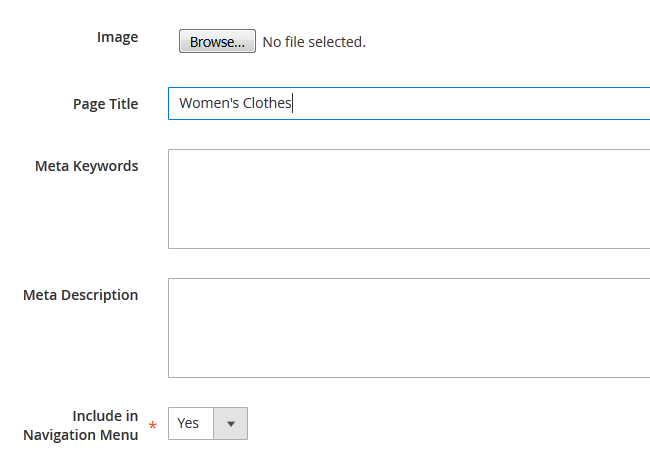 Image Browse... No file selected.
Page Title Women's Clothes
Meta Keywords
Meta Description
Include in
Navigation Menu * Yes